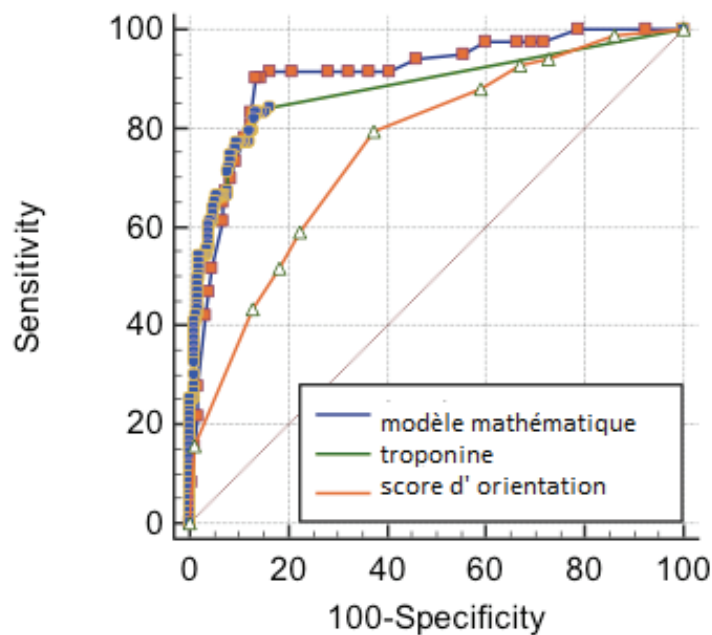 100
80
60
40
20
0
Sensitivity
modèle mathématique
troponine
score d' orientation
0 20 40 60 80 100
100-Specificity